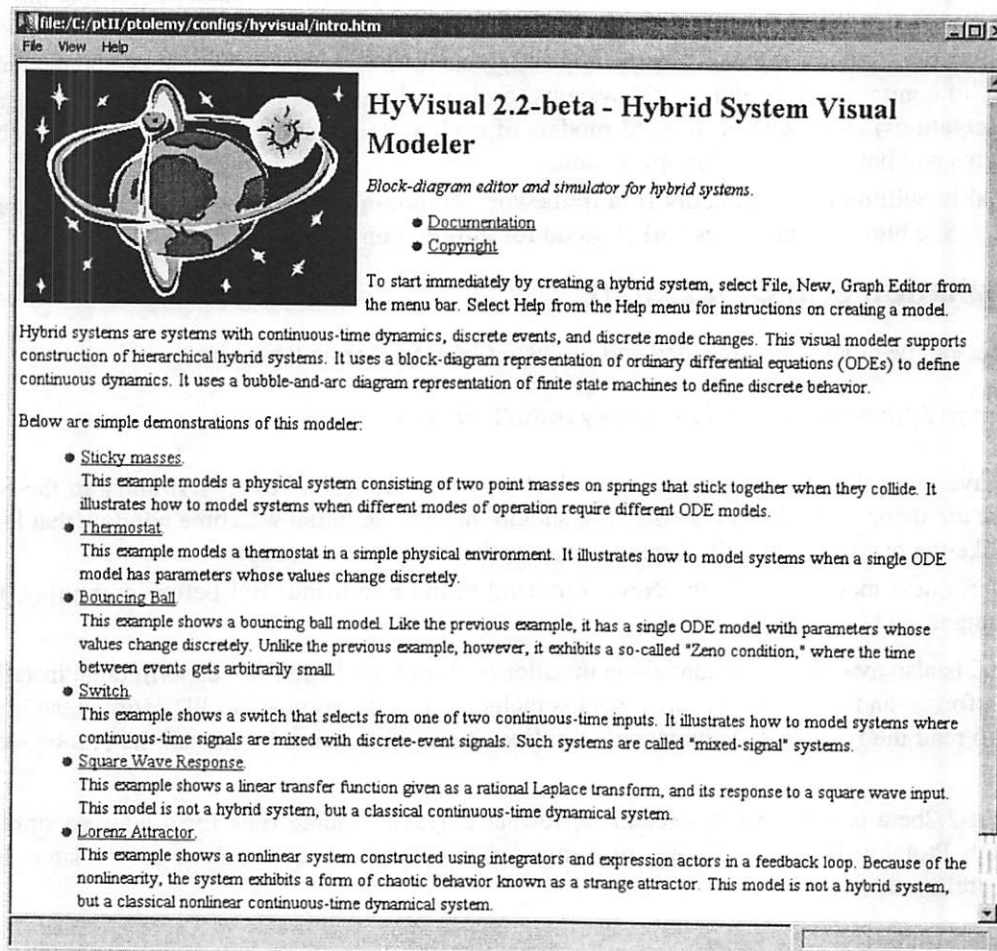 file:/C:/ptII/ptolemy/configs/hyvisual/intro.htm
File View Help
HyVisual 2.2-beta - Hybrid System Visual
Modeler
Block-diagram editor and simulator for hybrid systems.
Documentation
Copyright
To start immediately by creating a hybrid system, select File, New, Graph Editor from
the menu bar. Select Help from the Help menu for instructions on creating a model.
Hybrid systems are systems with continuous-time dynamics, discrete events, and discrete mode changes. This visual modeler supports
construction of hierarchical hybrid systems. It uses a block-diagram representation of ordinary differential equations (ODEs) to define
continuous dynamics. It uses a bubble-and-arc diagram representation of finite state machines to define discrete behavior.
Below are simple demonstrations of this modeler:
Sticky masses.
This example models a physical system consisting of two point masses on springs that stick together when they collide. It
illustrates how to model systems when different modes of operation require different ODE models.
Thermostat.
This example models a thermostat in a simple physical environment. It illustrates how to model systems when a single ODE
model has parameters whose values change discretely.
Bouncing Ball.
This example shows a bouncing ball model. Like the previous example, it has a single ODE model with parameters whose
values change discretely. Unlike the previous example, however, it exhibits a so-called "Zeno condition," where the time
between events gets arbitrarily small.
Switch.
This example shows a switch that selects from one of two continuous-time inputs. It illustrates how to model systems where
continuous-time signals are mixed with discrete-event signals. Such systems are called "mixed-signal" systems.
Square Wave Response.
This example shows a linear transfer function given as a rational Laplace transform, and its response to a square wave input.
This model is not a hybrid system, but a classical continuous-time dynamical system.
Lorenz Attractor.
This example shows a nonlinear system constructed using integrators and expression actors in a feedback loop. Because of the
nonlinearity, the system exhibits a form of chaotic behavior known as a strange attractor. This model is not a hybrid system,
but a classical nonlinear continuous-time dynamical system.